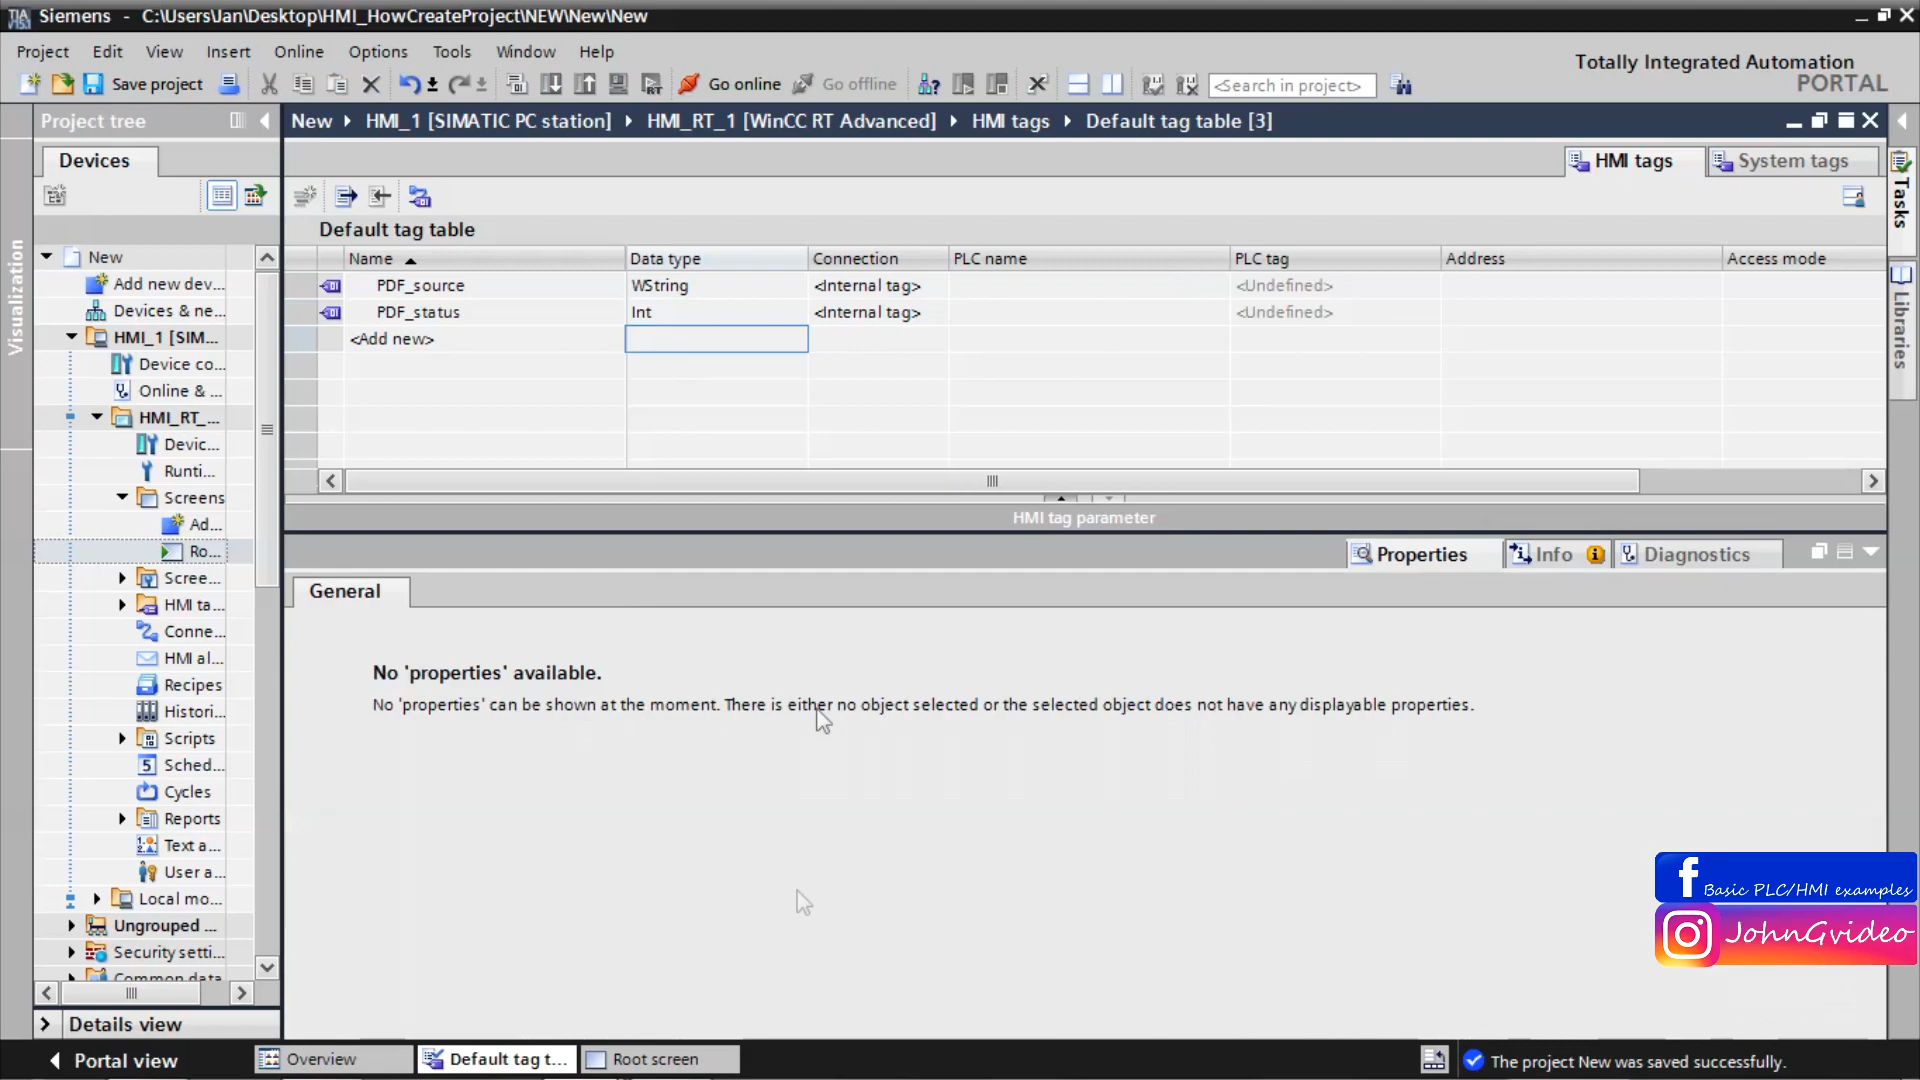 Siemens - C:\Users\Jan\Desktop\HMI_HowCreateProject\NEW\New\New
Project Edit View Insert Online Options Tools Window Help
Totally Integrated Automation
PORTAL
Save project Go online Go offline <Search in project>
Project tree
New HMI_1 [SIMATIC PC station] HMI_RT_1 [WinCC RT Advanced] HMI tags Default tag table [3]
Devices
HMI tags System tags
Default tag table
Name Data type Connection PLC name PLC tag Address Access mode
PDF_source WString <Internal tag> <Undefined>
PDF_status Int <Internal tag> <Undefined>
<Add new>
HMI tag parameter
Properties Info Diagnostics
General
No 'properties' available.
No 'properties' can be shown at the moment. There is either no object selected or the selected object does not have any displayable properties.
Visualization
New
Add new dev...
Devices & ne...
HMI_1 [SIM...
Device co...
Online & ...
HMI_RT_...
Devic...
Runti...
Screens
Ad...
Ro...
Scree...
HMI ta...
Conne...
HMI al...
Recipes
Histori...
Scripts
Sched...
Cycles
Reports
Text a...
User a...
Local mo...
Ungrouped ...
Security setti...
Common data
Details view
Tasks
Libraries
Basic PLC/HMI examples
JohnGvideo
Portal view Overview Default tag t... Root screen The project New was saved successfully.